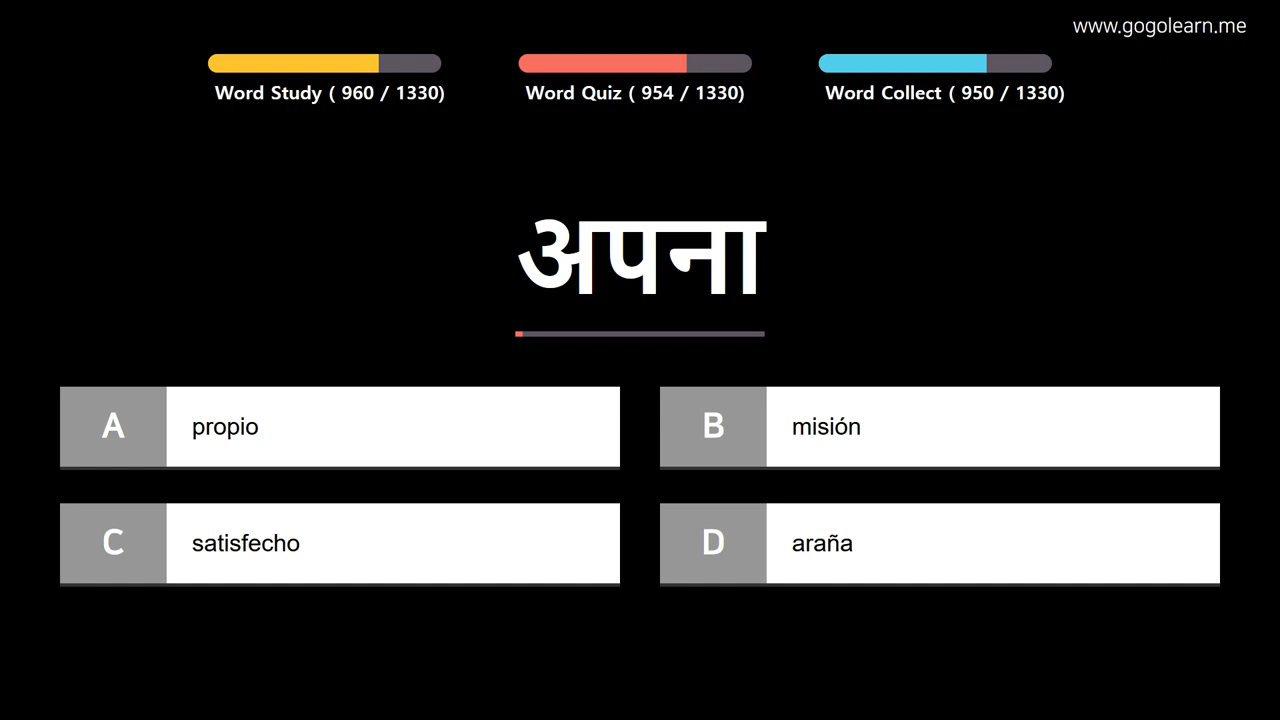 www.gogolearn.me
Word Study ( 960 / 1330)
Word Quiz ( 954 / 1330)
Word Collect ( 950 / 1330)
अपना
A
propio
B
misión
C
satisfecho
D
araña